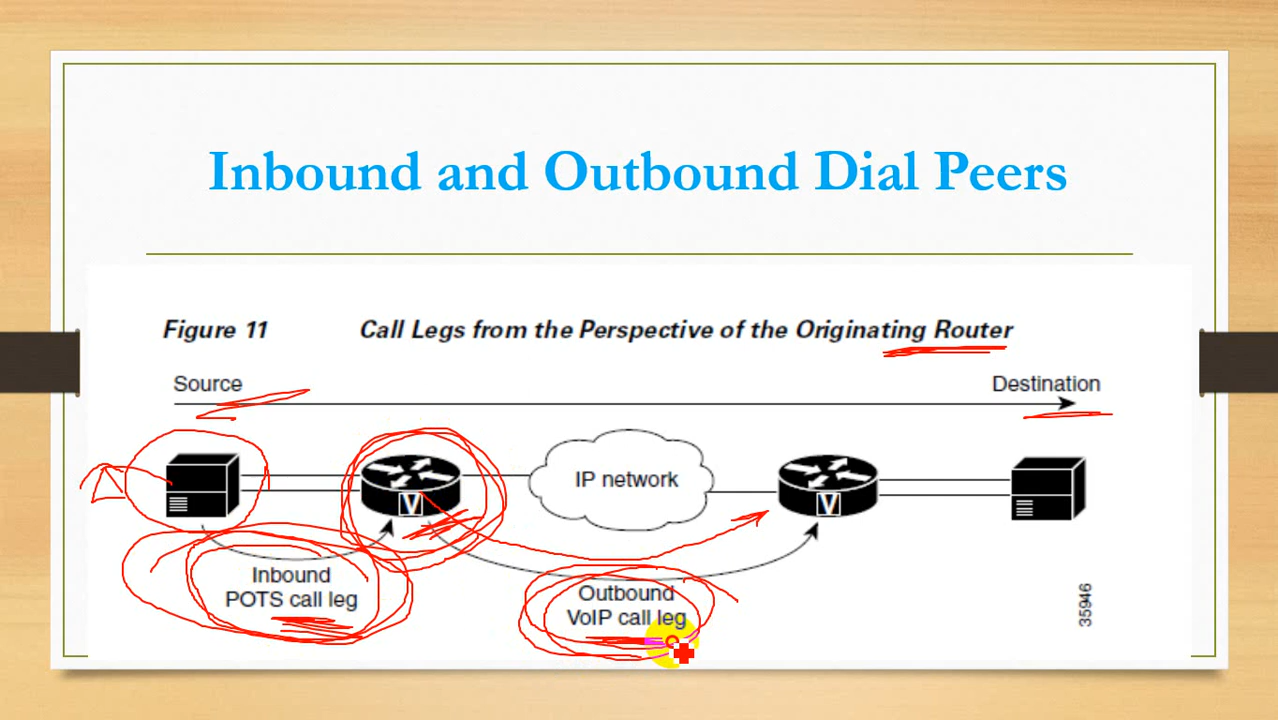 Inbound and Outbound Dial Peers
Figure 11 Call Legs from the Perspective of the Originating Router
Source Destination
IP network
V V
Inbound
POTS call leg
Outbound
VoIP call leg
35946